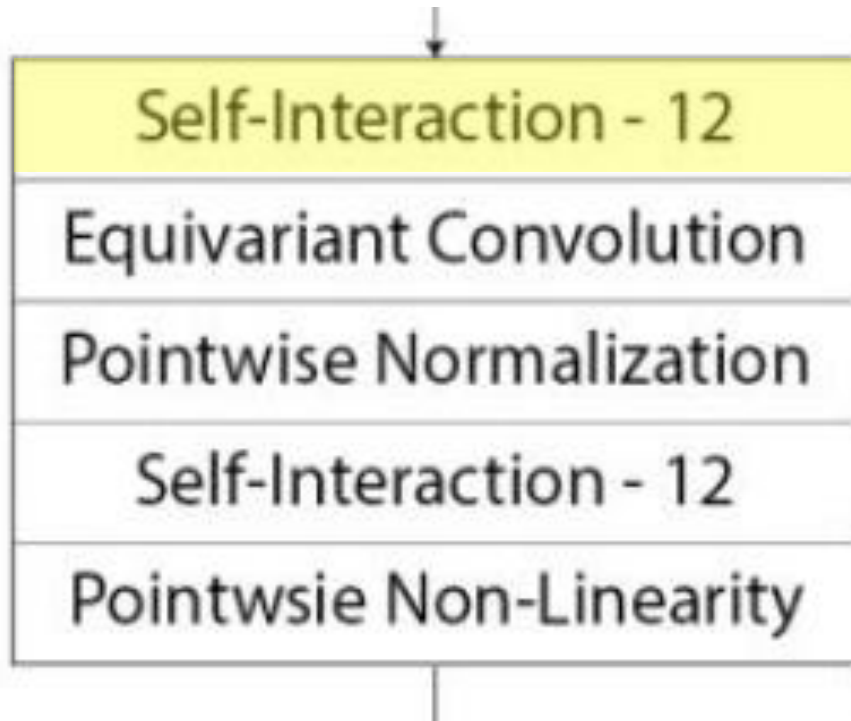 Self-Interaction - 12
Equivariant Convolution
Pointwise Normalization
Self-Interaction - 12
Pointwsie Non-Linearity